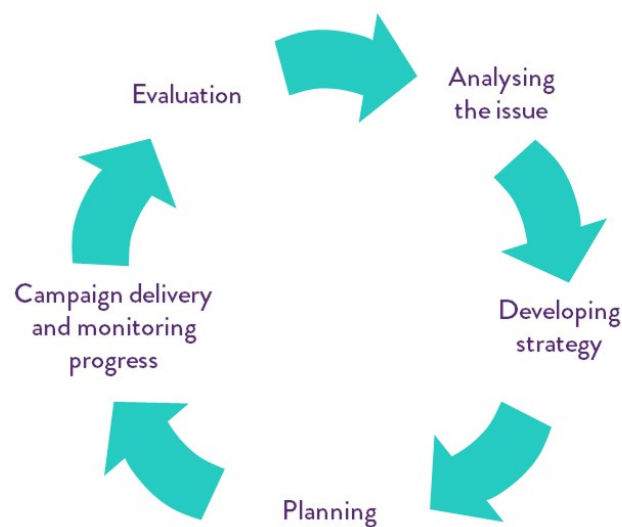 Evaluation
Analysing
the issue
Developing
strategy
Planning
Campaign delivery
and monitoring
progress